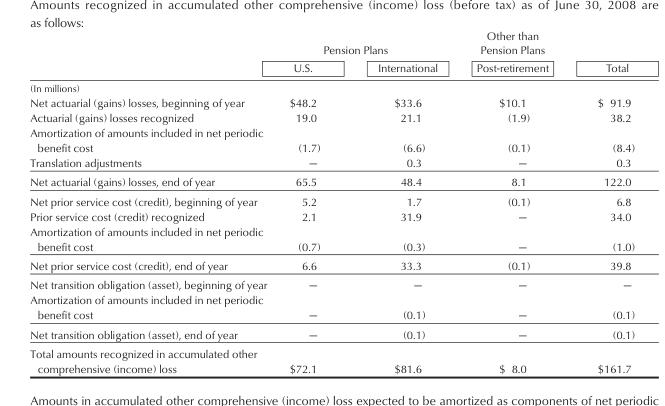 Amounts recognized in accumulated other comprehensive (income) loss (before tax) as of June 30, 2008 are
as follows:
Other than
Pension Plans Pension Plans
U.S. International Post-retirement Total
(In millions)
Net actuarial (gains) losses, beginning of year $48.2 $33.6 $10.1 $ 91.9
Actuarial (gains) losses recognized 19.0 21.1 (1.9) 38.2
Amortization of amounts included in net periodic
benefit cost (1.7) (6.6) (0.1) (8.4)
Translation adjustments — 0.3 — 0.3
Net actuarial (gains) losses, end of year 65.5 48.4 8.1 122.0
Net prior service cost (credit), beginning of year 5.2 1.7 (0.1) 6.8
Prior service cost (credit) recognized 2.1 31.9 — 34.0
Amortization of amounts included in net periodic
benefit cost (0.7) (0.3) — (1.0)
Net prior service cost (credit), end of year 6.6 33.3 (0.1) 39.8
Net transition obligation (asset), beginning of year — — — —
Amortization of amounts included in net periodic
benefit cost — (0.1) — (0.1)
Net transition obligation (asset), end of year — (0.1) — (0.1)
Total amounts recognized in accumulated other
comprehensive (income) loss $72.1 $81.6 $ 8.0 $161.7
Amounts in accumulated other comprehensive (income) loss expected to be amortized as components of net periodic